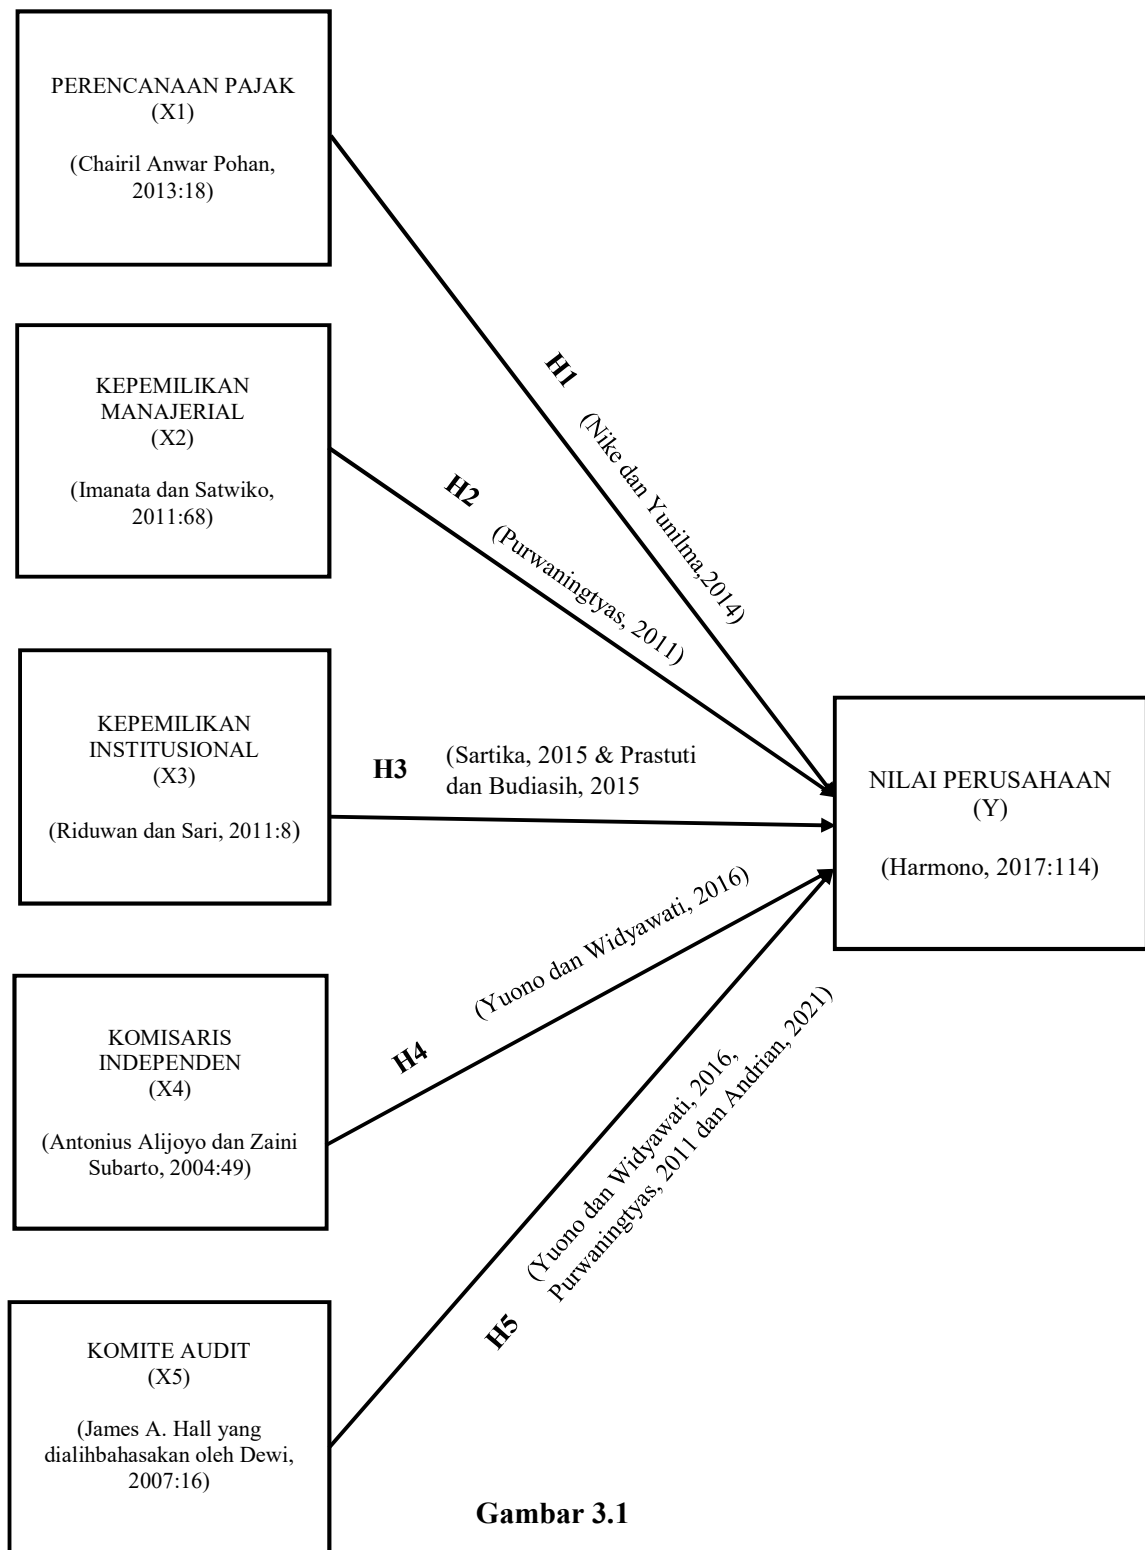 PERENCANAAN PAJAK
(X1)
(Chairil Anwar Pohan,
2013:18)
H1
(Nike dan Yunilma,2014)
KEPEMILIKAN
MANAJERIAL
(X2)
(Imanata dan Satwiko,
2011:68)
H2
(Purwaningtyas, 2011)
KEPEMILIKAN
INSTITUSIONAL
(X3)
(Riduwan dan Sari, 2011:8)
H3
(Sartika, 2015 & Prastuti
dan Budiasih, 2015
NILAI PERUSAHAAN
(Y)
(Harmono, 2017:114)
KOMISARIS
INDEPENDEN
(X4)
(Antonius Alijoyo dan Zaini
Subarto, 2004:49)
H4
(Yuono dan Widyawati, 2016)
KOMITE AUDIT
(X5)
(James A. Hall yang
dialihbahasakan oleh Dewi,
2007:16)
H5
(Yuono dan Widyawati, 2016,
Purwaningtyas, 2011 dan Andrian, 2021)
Gambar 3.1